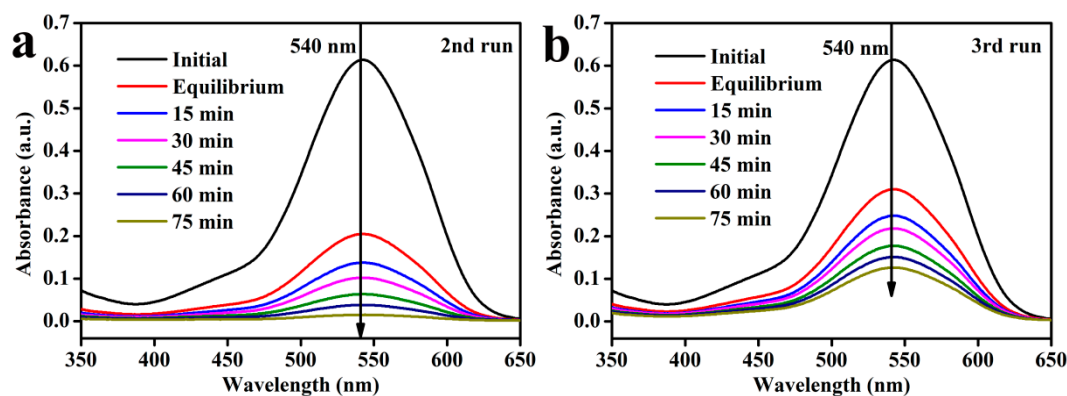 a
540 nm
2nd run
Initial
Equilibrium
15 min
30 min
45 min
60 min
75 min
0.7
0.6
0.5
0.4
0.3
0.2
0.1
0.0
Absorbance (a.u.)
350 400 450 500 550 600 650
Wavelength (nm)
b
540 nm
3rd run
Initial
Equilibrium
15 min
30 min
45 min
60 min
75 min
0.7
0.6
0.5
0.4
0.3
0.2
0.1
0.0
Absorbance (a.u.)
350 400 450 500 550 600 650
Wavelength (nm)